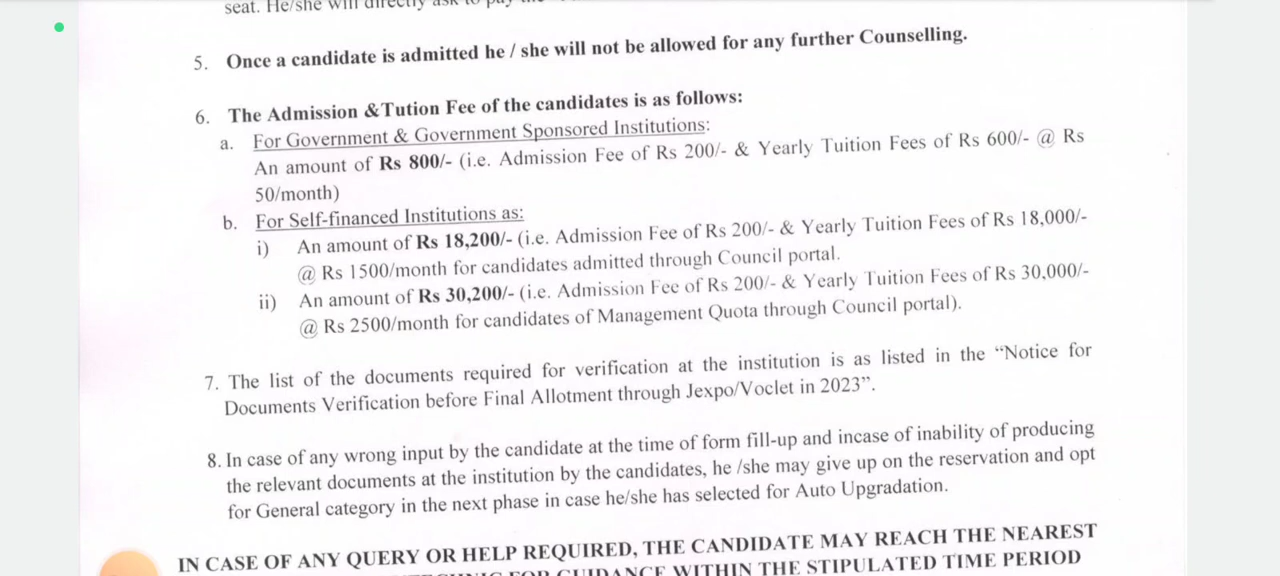 seat. He/she will directly ask to pay the
5. Once a candidate is admitted he / she will not be allowed for any further Counselling.
6. The Admission &Tution Fee of the candidates is as follows:
a. For Government & Government Sponsored Institutions:
An amount of Rs 800/- (i.e. Admission Fee of Rs 200/- & Yearly Tuition Fees of Rs 600/- @ Rs
50/month)
b. For Self-financed Institutions as:
i) An amount of Rs 18,200/- (i.e. Admission Fee of Rs 200/- & Yearly Tuition Fees of Rs 18,000/-
@ Rs 1500/month for candidates admitted through Council portal.
ii) An amount of Rs 30,200/- (i.e. Admission Fee of Rs 200/- & Yearly Tuition Fees of Rs 30,000/-
@ Rs 2500/month for candidates of Management Quota through Council portal).
7. The list of the documents required for verification at the institution is as listed in the “Notice for
Documents Verification before Final Allotment through Jexpo/Voclet in 2023”.
8. In case of any wrong input by the candidate at the time of form fill-up and incase of inability of producing
the relevant documents at the institution by the candidates, he /she may give up on the reservation and opt
for General category in the next phase in case he/she has selected for Auto Upgradation.
IN CASE OF ANY QUERY OR HELP REQUIRED, THE CANDIDATE MAY REACH THE NEAREST
FOR GUIDANCE WITHIN THE STIPULATED TIME PERIOD